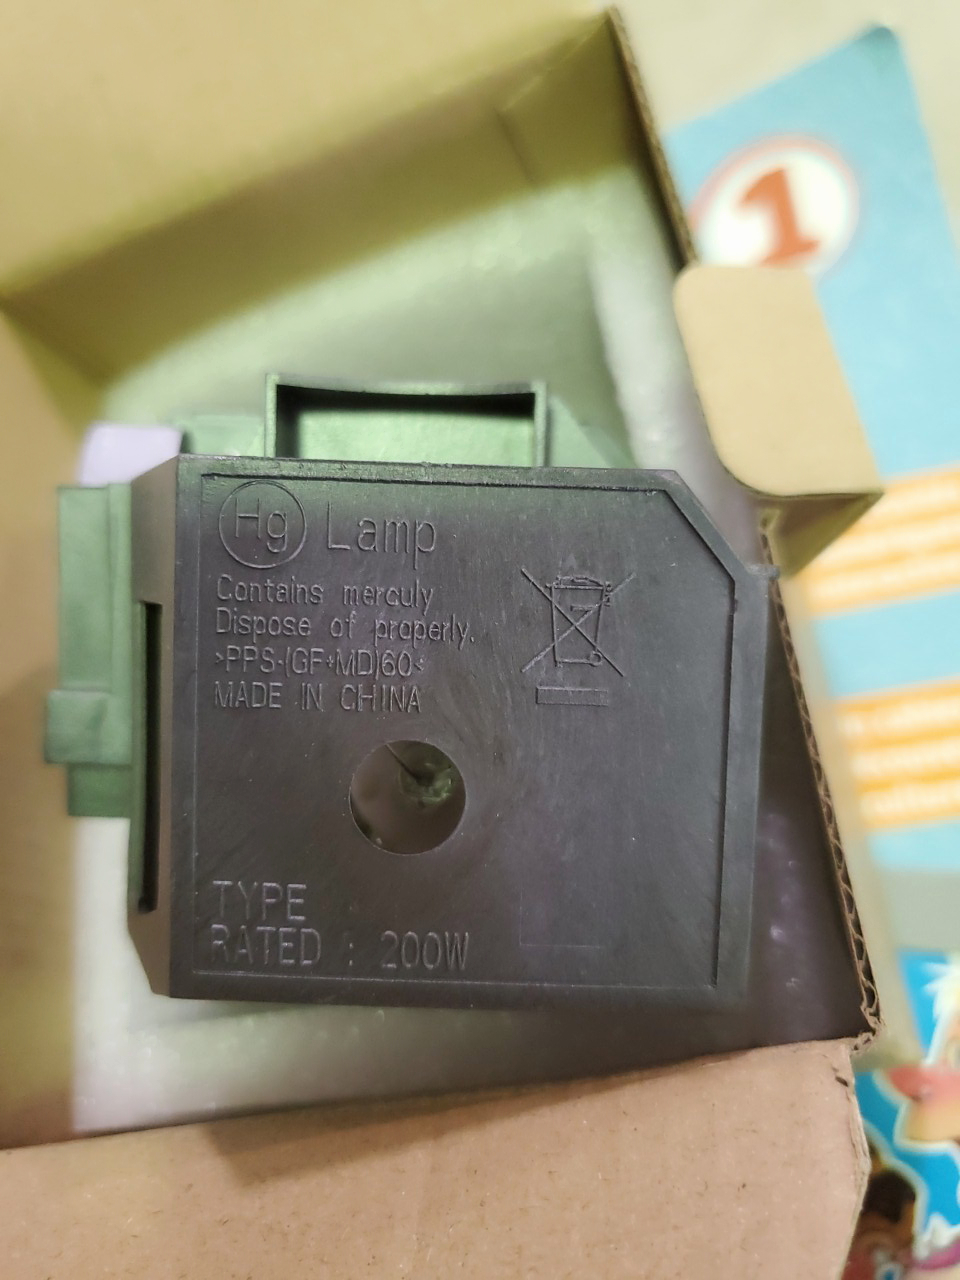 Hg Lamp
Contains merculy
Dispose of properly.
>PPS-(GF+MD)60<
MADE IN CHINA
TYPE
RATED : 200W
1